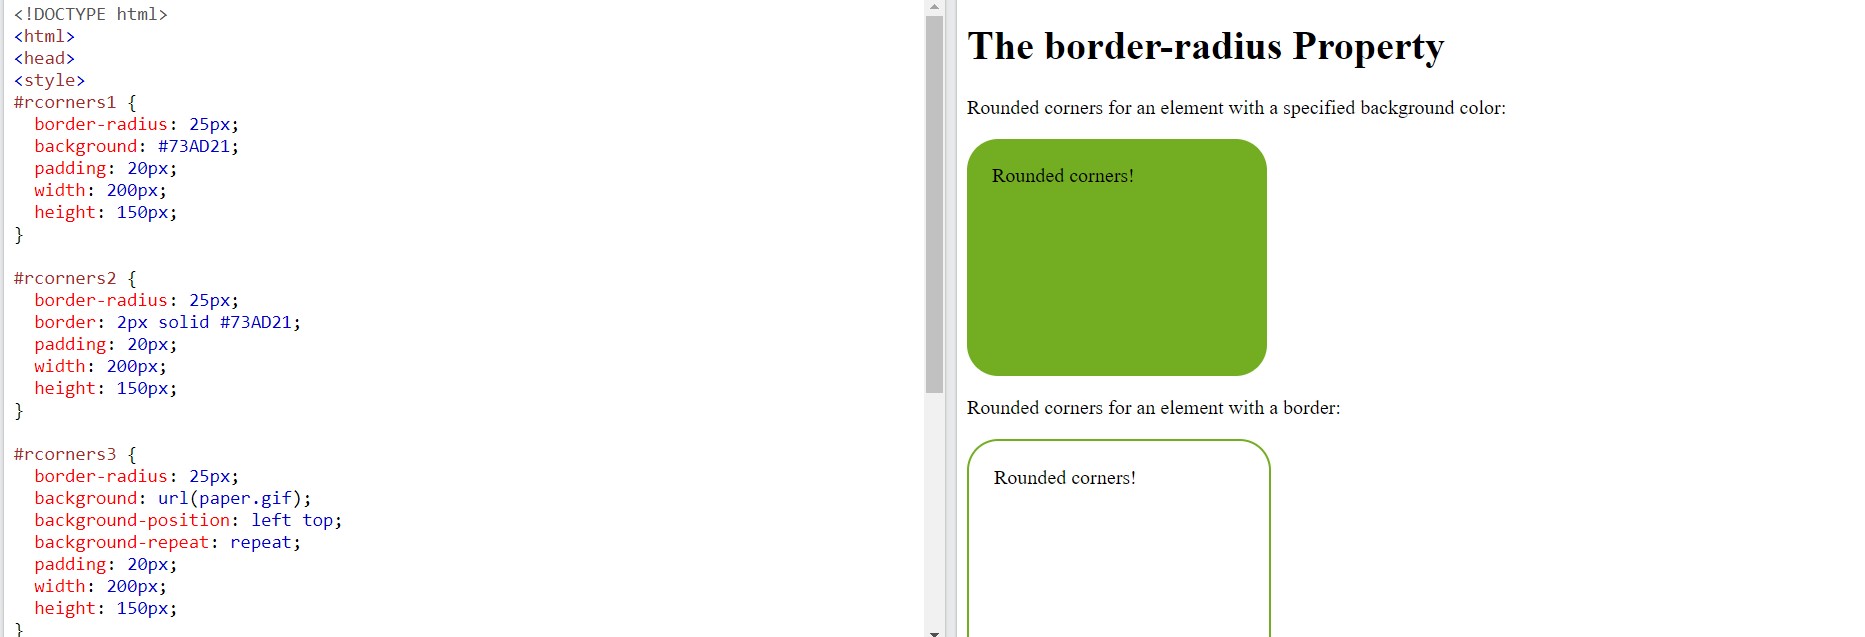 <!DOCTYPE html>
<html>
<head>
<style>
#rcorners1 {
  border-radius: 25px;
  background: #73AD21;
  padding: 20px;
  width: 200px;
  height: 150px;
}

#rcorners2 {
  border-radius: 25px;
  border: 2px solid #73AD21;
  padding: 20px;
  width: 200px;
  height: 150px;
}

#rcorners3 {
  border-radius: 25px;
  background: url(paper.gif);
  background-position: left top;
  background-repeat: repeat;
  padding: 20px;
  width: 200px;
  height: 150px;
}
The border-radius Property
Rounded corners for an element with a specified background color:
Rounded corners!
Rounded corners for an element with a border:
Rounded corners!